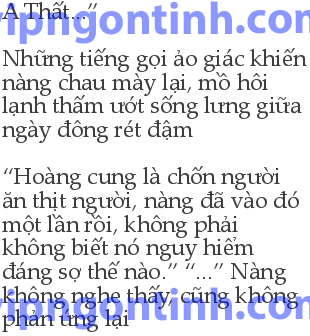 A Thất...”
vipngontinh.com
Những tiếng gọi ảo giác khiến
nàng chau mày lại, mồ hôi
lạnh thấm ướt sống lưng giữa
ngày đông rét đậm
“Hoàng cung là chốn người
ăn thịt người, nàng đã vào đó
một lần rồi, không phải
không biết nó nguy hiểm
đáng sợ thế nào.” “...” Nàng
không nghe thấy, cũng không
vipngontinh.com
phản ứng lại